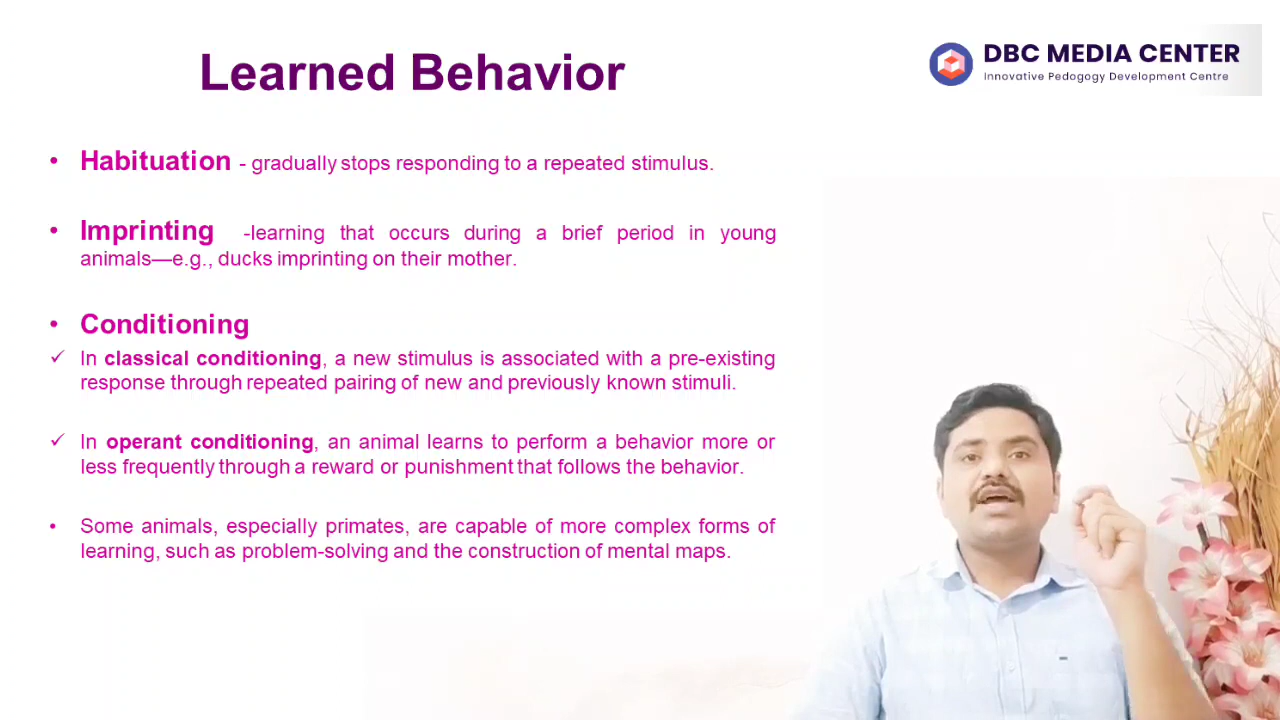 Learned Behavior
DBC MEDIA CENTER
Innovative Pedogogy Development Centre
• Habituation - gradually stops responding to a repeated stimulus.
• Imprinting -learning that occurs during a brief period in young
animals—e.g., ducks imprinting on their mother.
• Conditioning
✓ In classical conditioning, a new stimulus is associated with a pre-existing
response through repeated pairing of new and previously known stimuli.
✓ In operant conditioning, an animal learns to perform a behavior more or
less frequently through a reward or punishment that follows the behavior.
• Some animals, especially primates, are capable of more complex forms of
learning, such as problem-solving and the construction of mental maps.